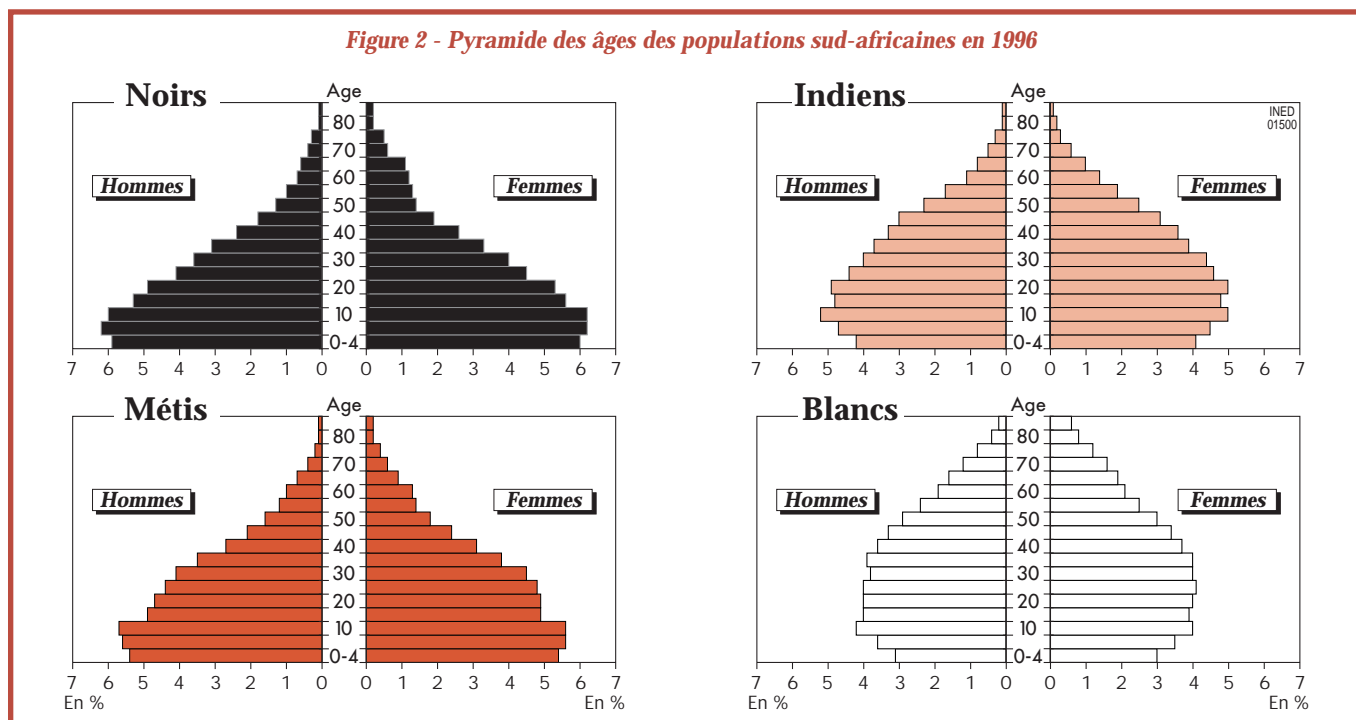 Figure 2 - Pyramide des âges des populations sud-africaines en 1996
Noirs
Age
Hommes
Femmes
80
70
60
50
40
30
20
10
0-4
7 6 5 4 3 2 1 0
0 1 2 3 4 5 6 7
Indiens
Age
INED
01500
Hommes
Femmes
80
70
60
50
40
30
20
10
0-4
7 6 5 4 3 2 1 0
0 1 2 3 4 5 6 7
Métis
Age
Hommes
Femmes
80
70
60
50
40
30
20
10
0-4
7 6 5 4 3 2 1 0
0 1 2 3 4 5 6 7
En %
En %
Blancs
Age
Hommes
Femmes
80
70
60
50
40
30
20
10
0-4
7 6 5 4 3 2 1 0
0 1 2 3 4 5 6 7
En %
En %